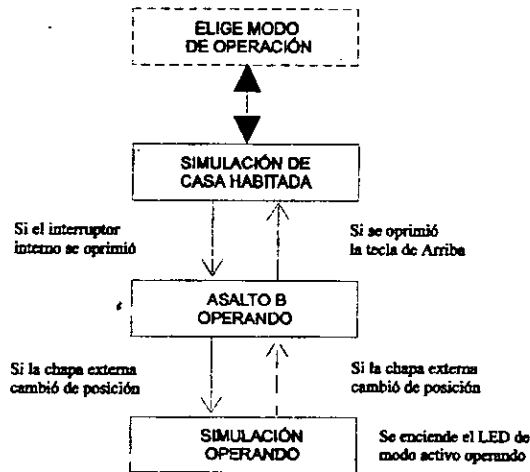 ELIGE MODO
DE OPERACIÓN
SIMULACIÓN DE
CASA HABITADA
Si el interruptor
interno se oprimió
Si se oprimió
la tecla de Arriba
ASALTO B
OPERANDO
Si la chapa externa
cambió de posición
Si la chapa externa
cambió de posición
SIMULACIÓN
OPERANDO
Se enciende el LED de
modo activo operando